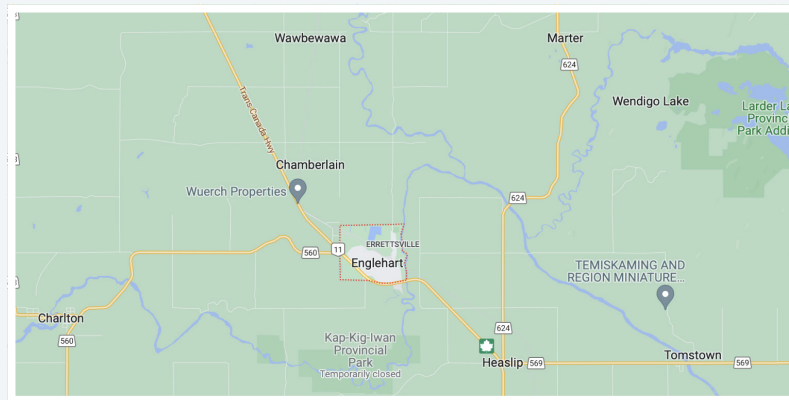 Wawbewawa
Marter
624
Wendigo Lake
Larder La
Provinc
Park Addi
Trans-Canada Hwy
Chamberlain
Wuerch Properties
624
ERRETTSVILLE
11
560
Englehart
TEMISKAMING AND
REGION MINIATURE...
Charlton
560
Kap-Kig-Iwan
Provincial
Park
Temporarily closed
624
Heaslip
569
Tomstown
569